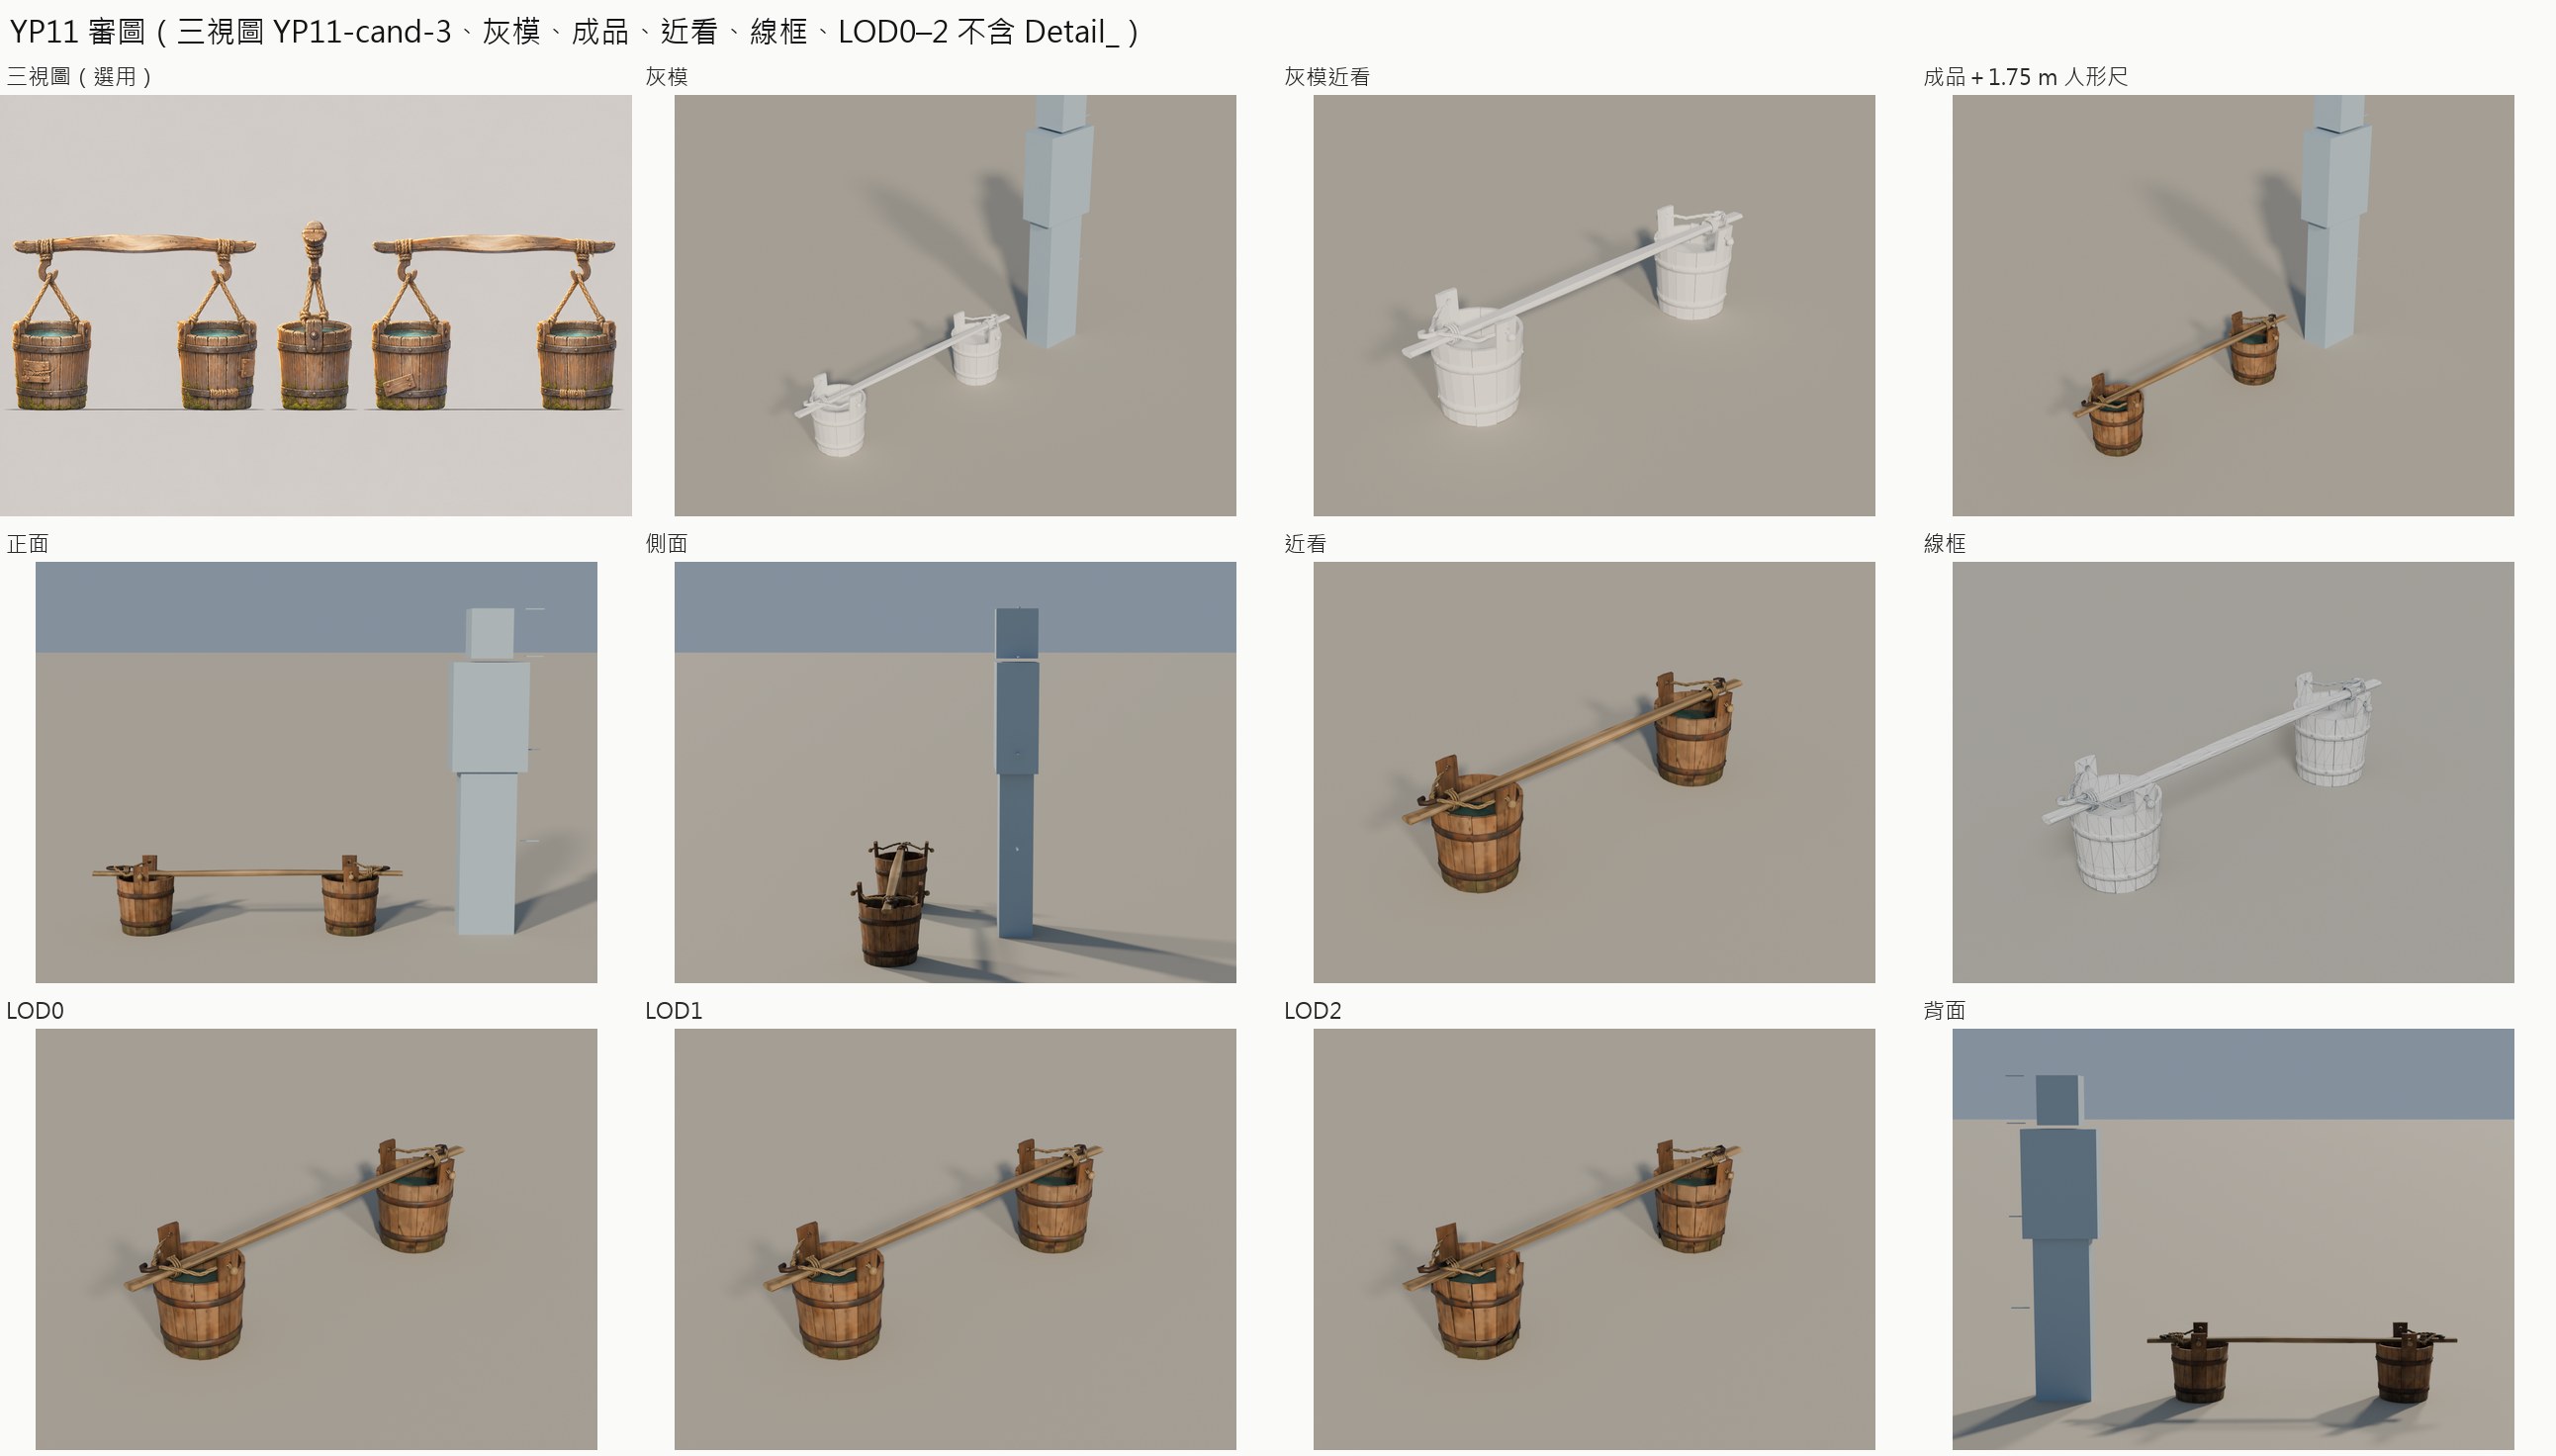 YP11 審圖（三視圖 YP11-cand-3、灰模、成品、近看、線框、LOD0–2 不含 Detail_）
三視圖（選用）
灰模
灰模近看
成品 + 1.75 m 人形尺
正面
側面
近看
線框
LOD0
LOD1
LOD2
背面